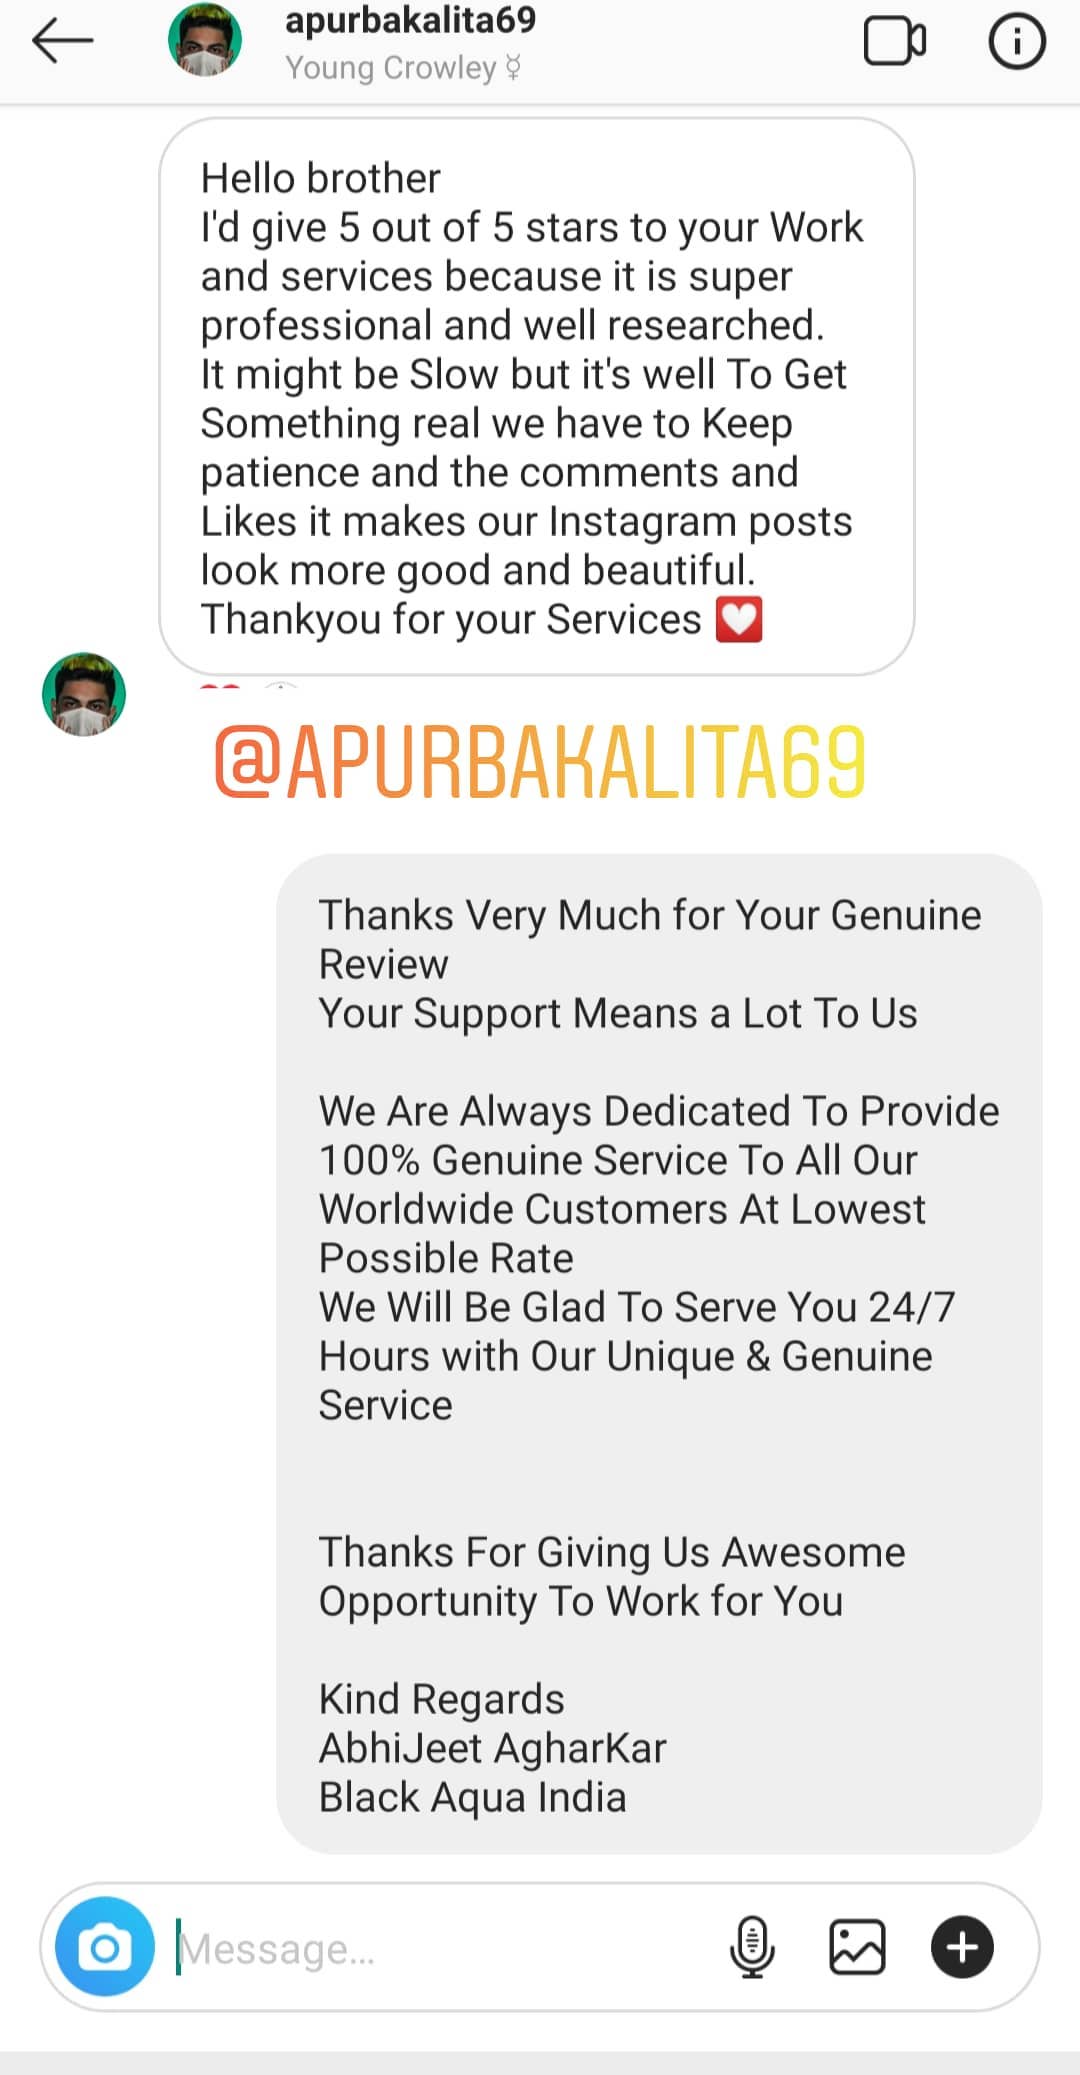 apurbakalita69
Young Crowley ☿
Hello brother
I'd give 5 out of 5 stars to your Work
and services because it is super
professional and well researched.
It might be Slow but it's well To Get
Something real we have to Keep
patience and the comments and
Likes it makes our Instagram posts
look more good and beautiful.
Thankyou for your Services 💟
@APURBAKALITA69
Thanks Very Much for Your Genuine
Review
Your Support Means a Lot To Us
We Are Always Dedicated To Provide
100% Genuine Service To All Our
Worldwide Customers At Lowest
Possible Rate
We Will Be Glad To Serve You 24/7
Hours with Our Unique & Genuine
Service
Thanks For Giving Us Awesome
Opportunity To Work for You
Kind Regards
AbhiJeet AgharKar
Black Aqua India
Message...